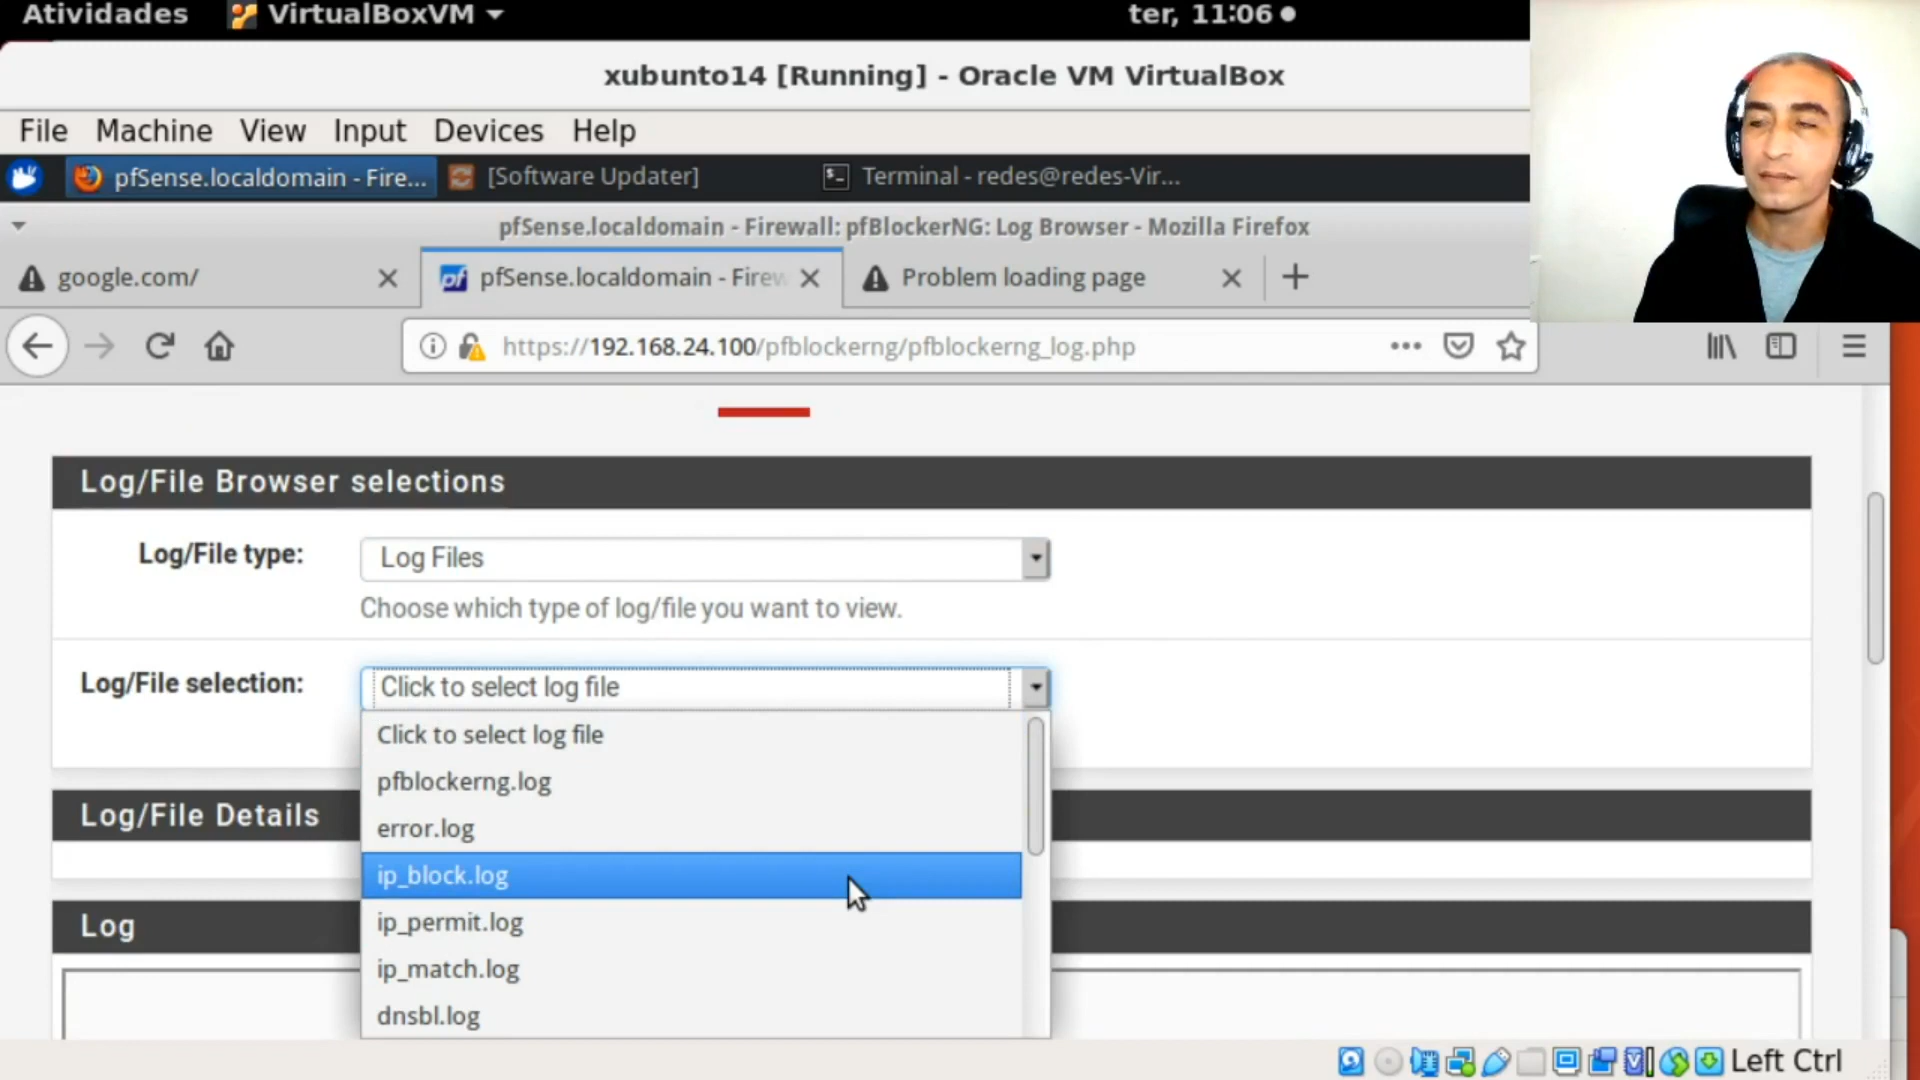 Atividades
VirtualBoxVM
ter, 11:06
xubunto14 [Running] - Oracle VM VirtualBox
File Machine View Input Devices Help
pfSense.localdomain - Fire...
[Software Updater]
Terminal - redes@redes-Vir...
pfSense.localdomain - Firewall: pfBlockerNG: Log Browser - Mozilla Firefox
google.com/
pfSense.localdomain - Firew
Problem loading page
https://192.168.24.100/pfblockerng/pfblockerng_log.php
Log/File Browser selections
Log/File type:
Log Files
Choose which type of log/file you want to view.
Log/File selection:
Click to select log file
Click to select log file
pfblockerng.log
error.log
ip_block.log
ip_permit.log
ip_match.log
dnsbl.log
Log/File Details
Log
Left Ctrl